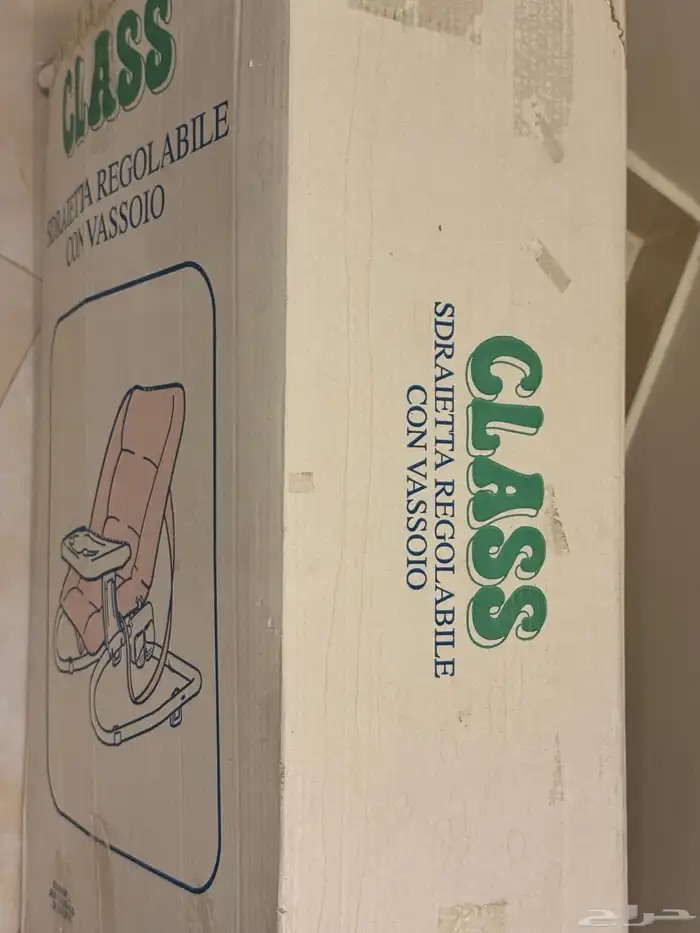 CLASS
SDRAIETTA REGOLABILE
CON VASSOIO
CLASS
SDRAIETTA REGOLABILE
CON VASSOIO
حراج